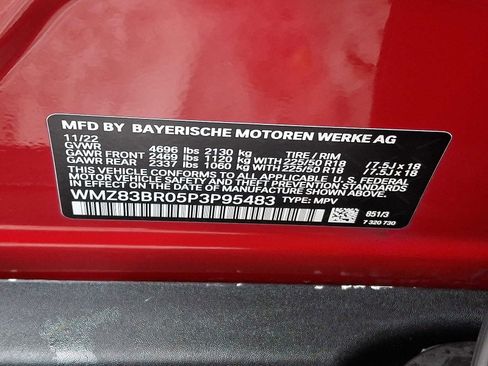 MFD BY BAYERISCHE MOTOREN WERKE AG
11/22 TIRE / RIM
GVWR 4696 lbs 2130 kg
GAWR FRONT 2469 lbs 1120 kg WITH 225/50 R18 / 7.5J x 18
GAWR REAR 2337 lbs 1060 kg WITH 225/50 R18 / 7.5J x 18
THIS VEHICLE CONFORMS TO ALL APPLICABLE U.S. FEDERAL
MOTOR VEHICLE SAFETY, BUMPER, AND THEFT PREVENTION
STANDARDS IN EFFECT ON THE DATE OF MANUFACTURE SHOWN ABOVE.
WMZ83BR05P3P95483 TYPE: MPV
851/3
7 320 730